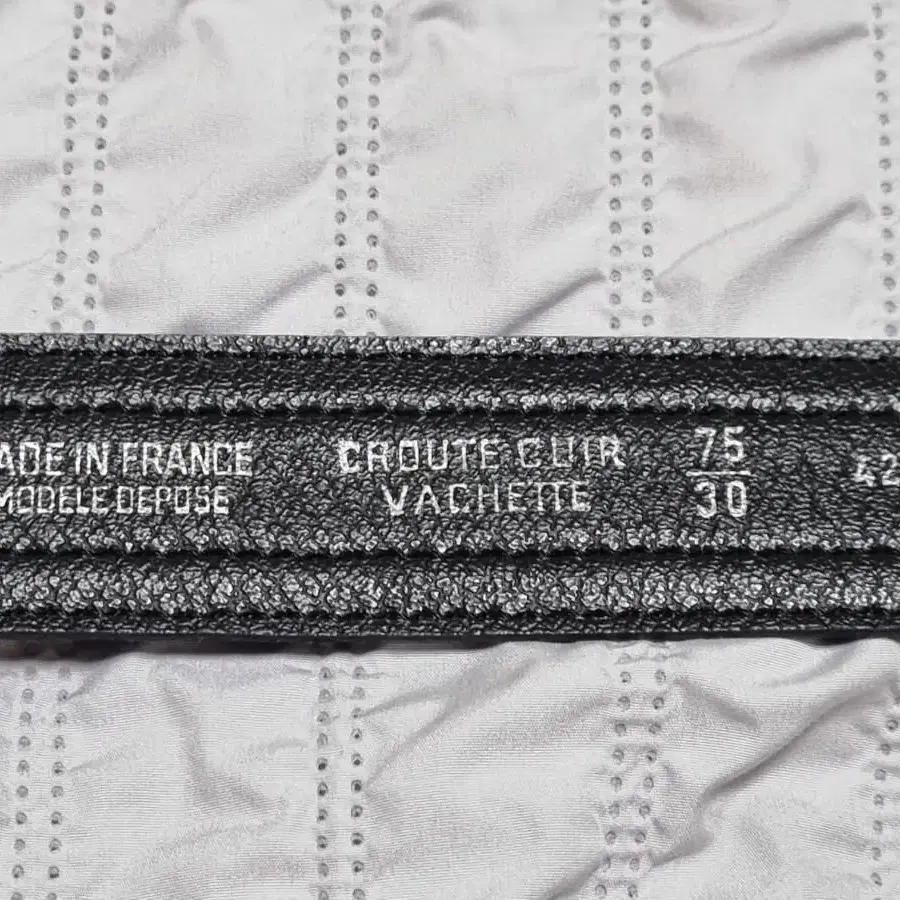 ADE IN FRANCE
MODELE DEPOSE
CROUTE CUIR
VACHETTE
75
30
42